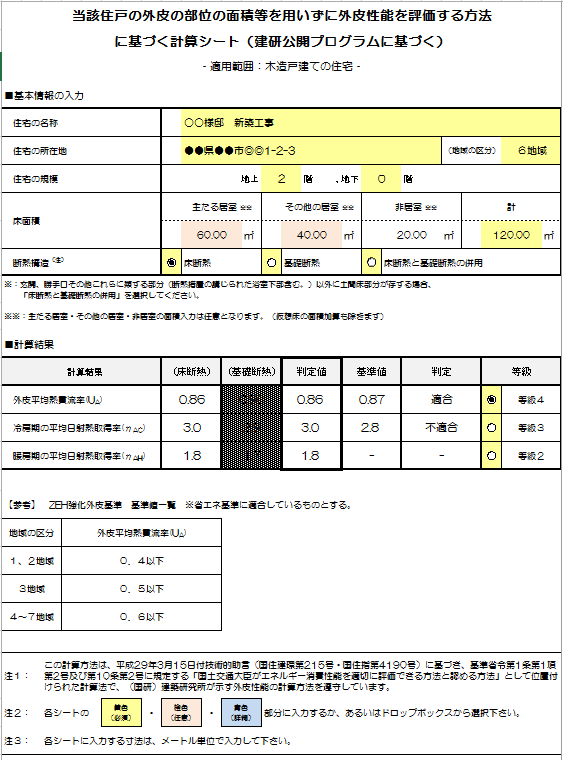 当該住戸の外皮の部位の面積等を用いずに外皮性能を評価する方法
に基づく計算シート（建研公開プログラムに基づく）
- 適用範囲：木造戸建ての住宅 -
■基本情報の入力
住宅の名称 〇〇様邸 新築工事
住宅の所在地 ●●県●●市◎◎1-2-3 （地域の区分） 6地域
住宅の規模 地上 2 階 、地下 0 階
床面積 主たる居室 ※※ その他の居室 ※※ 非居室 ※※ 計
60.00 ㎡ 40.00 ㎡ 20.00 ㎡ 120.00 ㎡
断熱構造（注） 床断熱 基礎断熱 床断熱と基礎断熱の併用
※：玄関、勝手口その他これらに類する部分（断熱措置の講じられた浴室下部含む。）以外に土間床部分が存する場合、
「床断熱と基礎断熱の併用」を選択してください。
※※：主たる居室・その他の居室・非居室の面積入力は任意となります。（仮想床の面積加算も除きます）
■計算結果
計算結果 （床断熱） （基礎断熱） 判定値 基準値 判定 等級
外皮平均熱貫流率(UA) 0.86 0.86 0.87 適合 等級4
冷房期の平均日射熱取得率(ηAC) 3.0 3.0 2.8 不適合 等級3
暖房期の平均日射熱取得率(ηAH) 1.8 1.8 - - 等級2
【参考】 ZEH強化外皮基準 基準値一覧 ※省エネ基準に適合しているものとする。
地域の区分 外皮平均熱貫流率(UA)
1、2地域 0．4以下
3地域 0．5以下
4～7地域 0．6以下
注1： この計算方法は、平成29年3月15日付技術的助言（国住建環第215号・国住指第4190号）に基づき、基準省令第1条第1項
第2号及び第10条第2号に規定する「国土交通大臣がエネルギー消費性能を適切に評価できる方法と認める方法」として位置付
けられた計算法で、（国研）建築研究所が示す外皮性能の計算方法を遵守しています。
注2： 各シートの 黄色（必須） ・ 橙色（任意） ・ 青色（詳細） 部分に入力するか、あるいはドロップボックスから選択下さい。
注3： 各シートに入力する寸法は、メートル単位で入力して下さい。